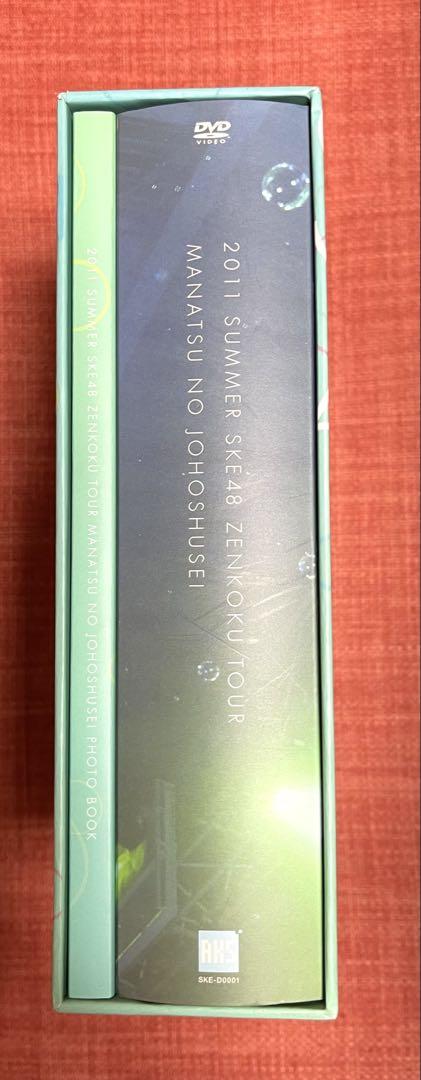 DVD
VIDEO
2011 SUMMER SKE48 ZENKOKU TOUR
MANATSU NO JOHOSHUSEI
2011 SUMMER SKE48 ZENKOKU TOUR MANATSU NO JOHOSHUSEI PHOTO BOOK
AKS
SKE-D0001